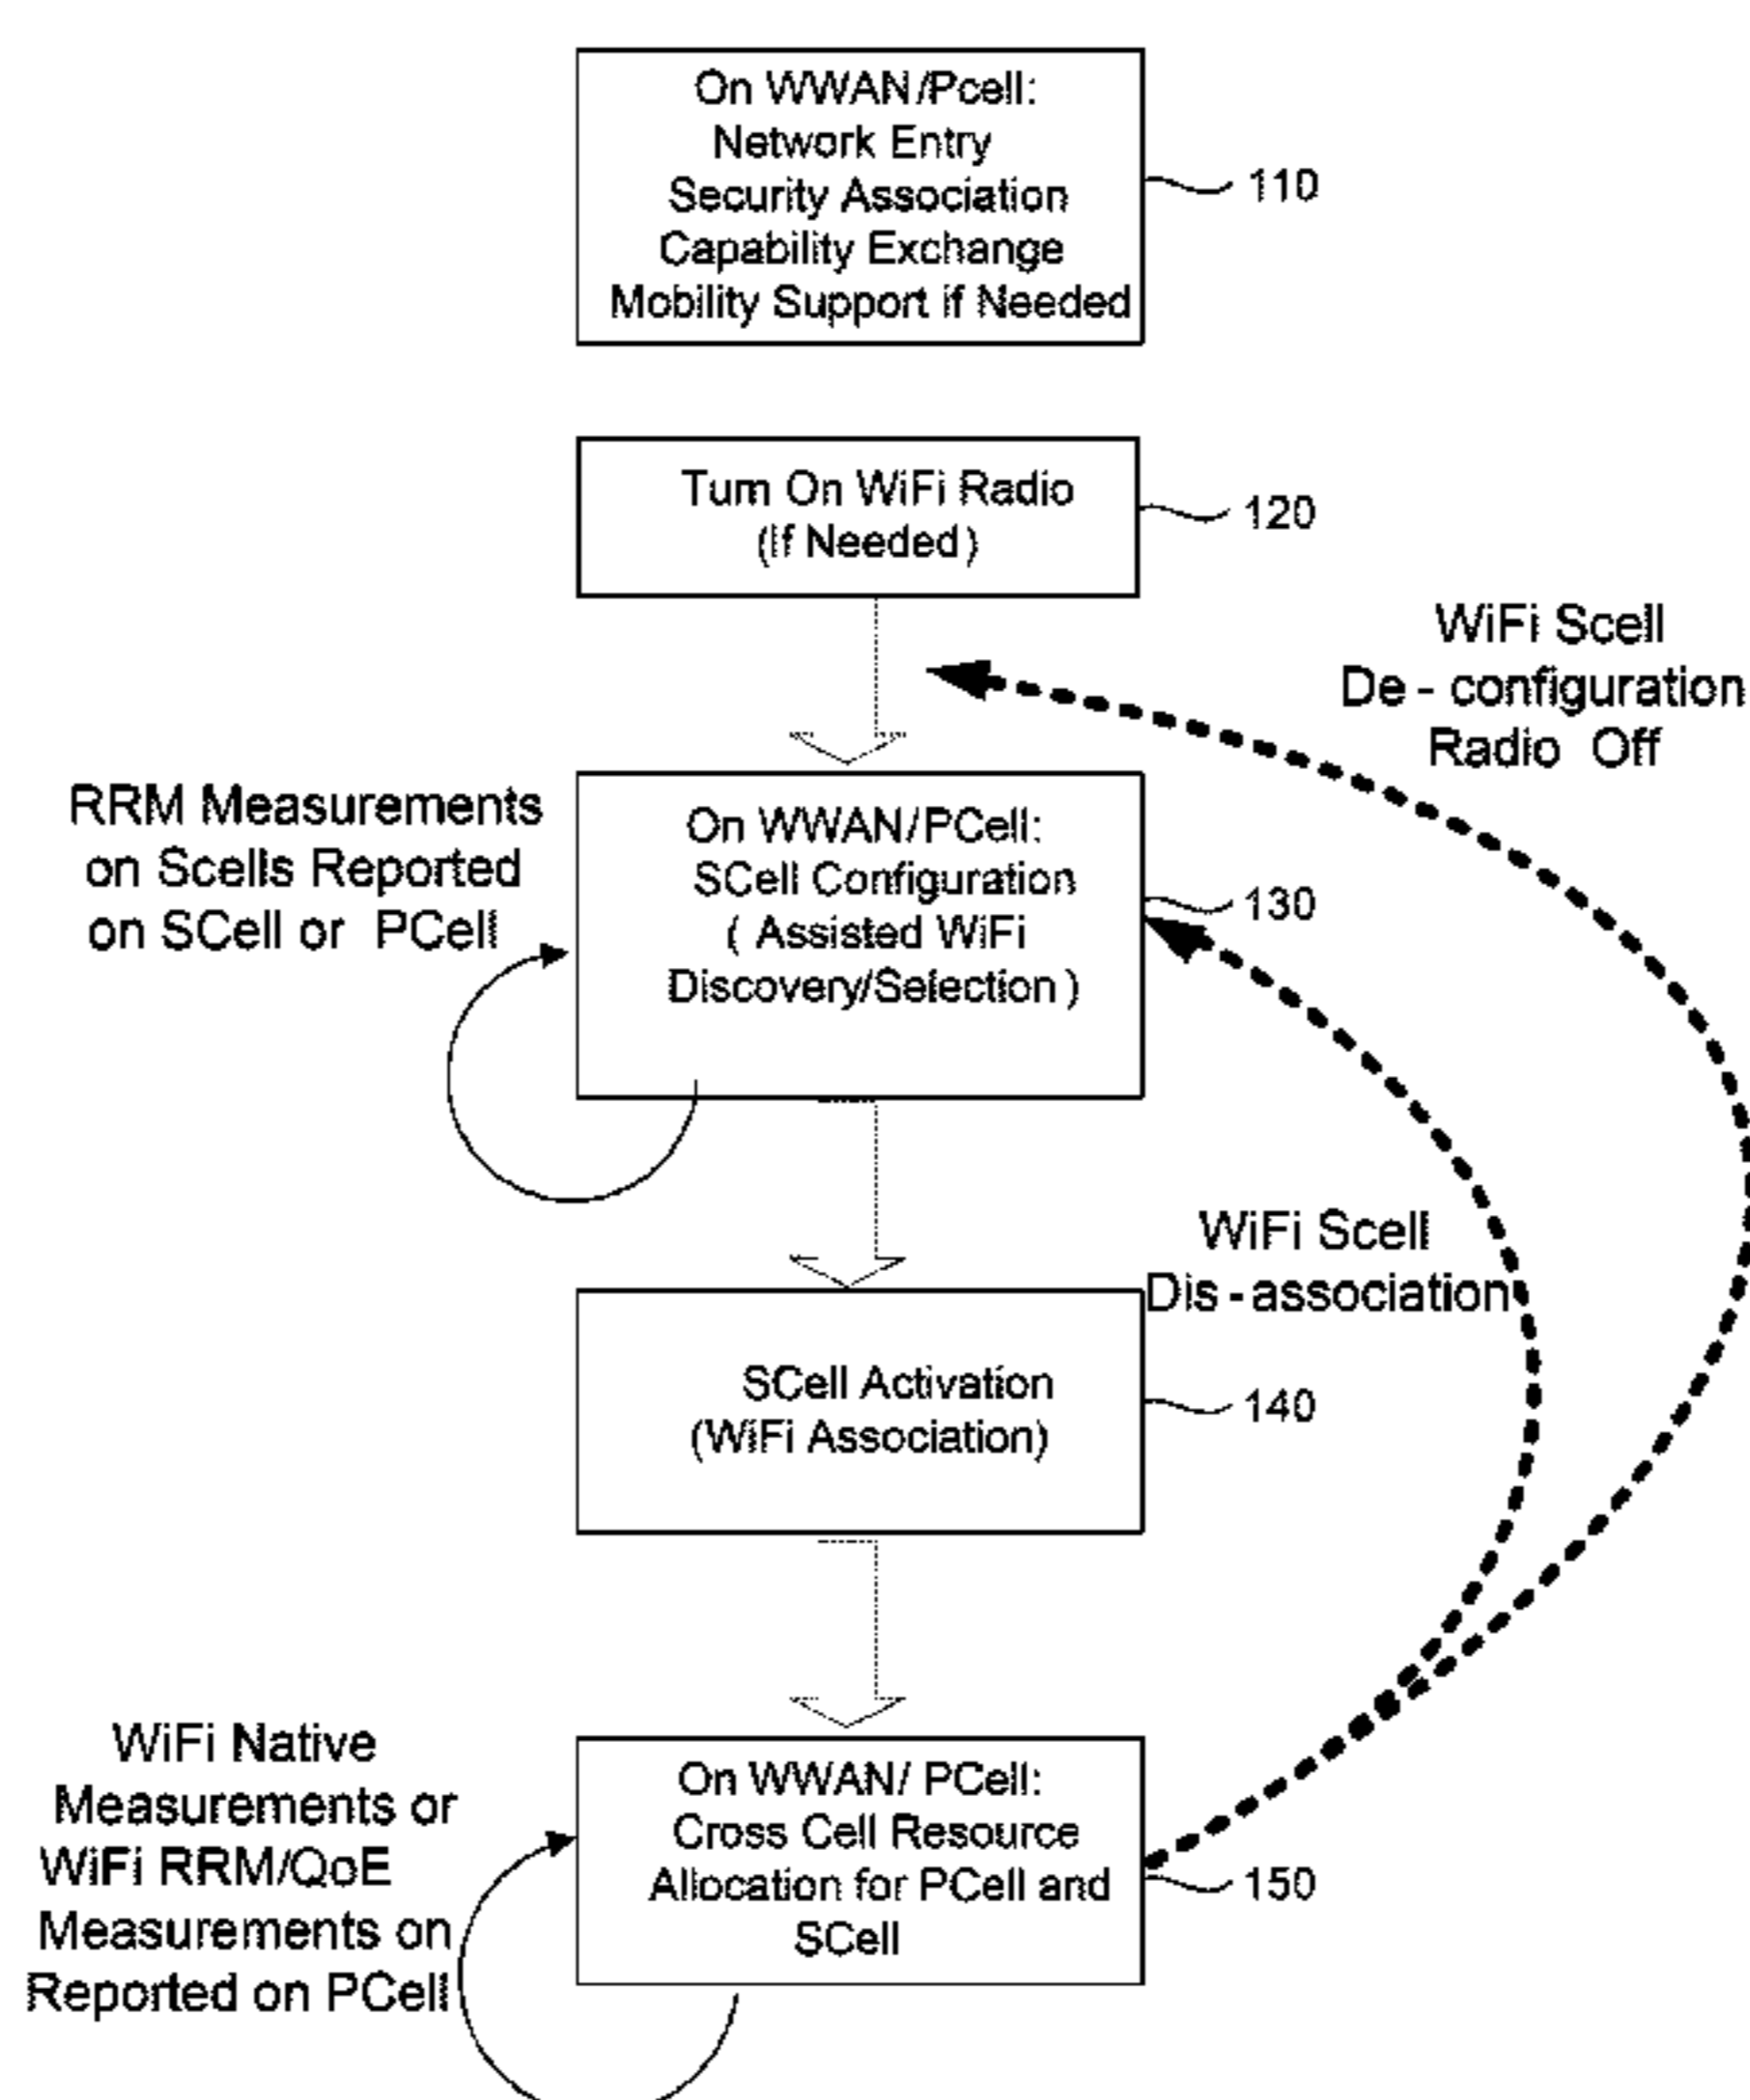 On WWAN/Pcell:
Network Entry
Security Association
Capability Exchange
Mobility Support if Needed
110
Turn On WiFi Radio
(If Needed)
120
WiFi Scell
De - configuration
Radio Off
RRM Measurements
on Scells Reported
on SCell or PCell
On WWAN/PCell:
SCell Configuration
( Assisted WiFi
Discovery/Selection )
130
WiFi Scell
Dis - association
SCell Activation
(WiFi Association)
140
WiFi Native
Measurements or
WiFi RRM/QoE
Measurements on
Reported on PCell
On WWAN/ PCell:
Cross Cell Resource
Allocation for PCell and
SCell
150